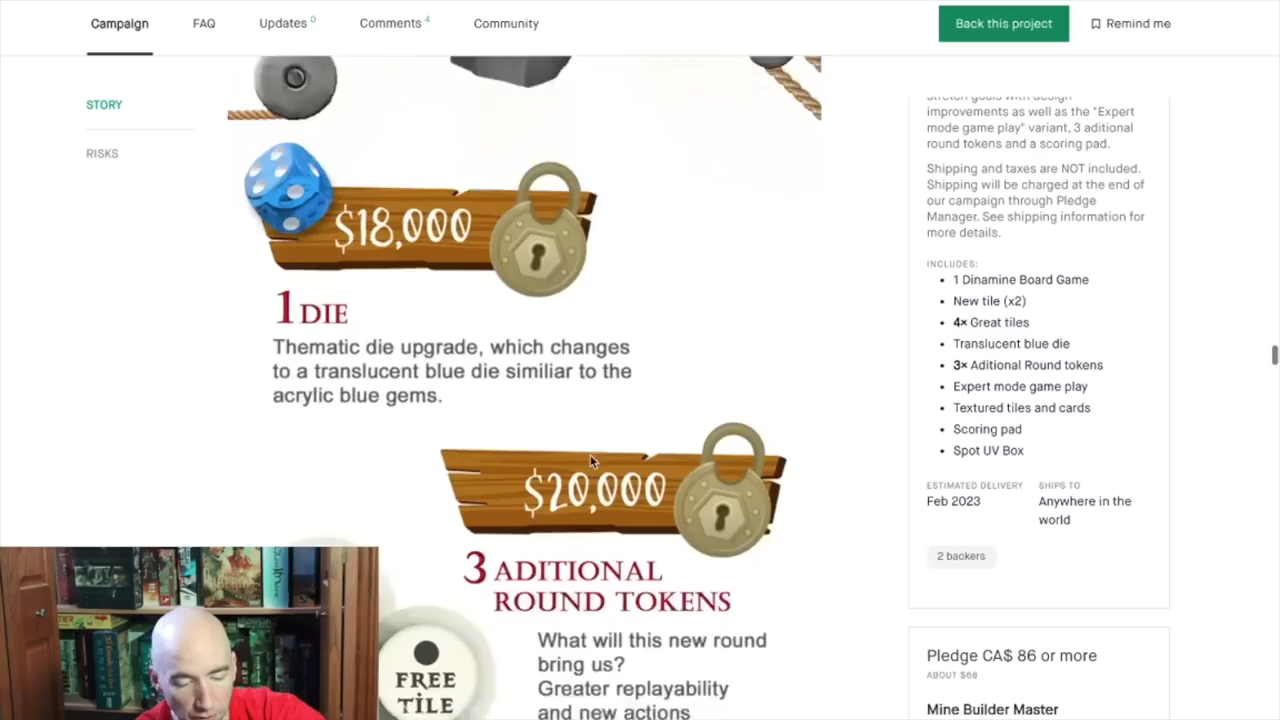 Campaign
FAQ
Updates 0
Comments 4
Community
Back this project
Remind me
STORY
RISKS
$18,000
1 DIE
Thematic die upgrade, which changes
to a translucent blue die similiar to the
acrylic blue gems.
$20,000
3 ADITIONAL
ROUND TOKENS
What will this new round
bring us?
Greater replayability
and new actions
FREE
TILE
stretch goals with design
improvements as well as the "Expert
mode game play" variant, 3 aditional
round tokens and a scoring pad.
Shipping and taxes are NOT included.
Shipping will be charged at the end of
our campaign through Pledge
Manager. See shipping information for
more details.
INCLUDES:
• 1 Dinamine Board Game
• New tile (x2)
• 4× Great tiles
• Translucent blue die
• 3× Aditional Round tokens
• Expert mode game play
• Textured tiles and cards
• Scoring pad
• Spot UV Box
ESTIMATED DELIVERY
Feb 2023
SHIPS TO
Anywhere in the
world
2 backers
Pledge CA$ 86 or more
ABOUT $68
Mine Builder Master